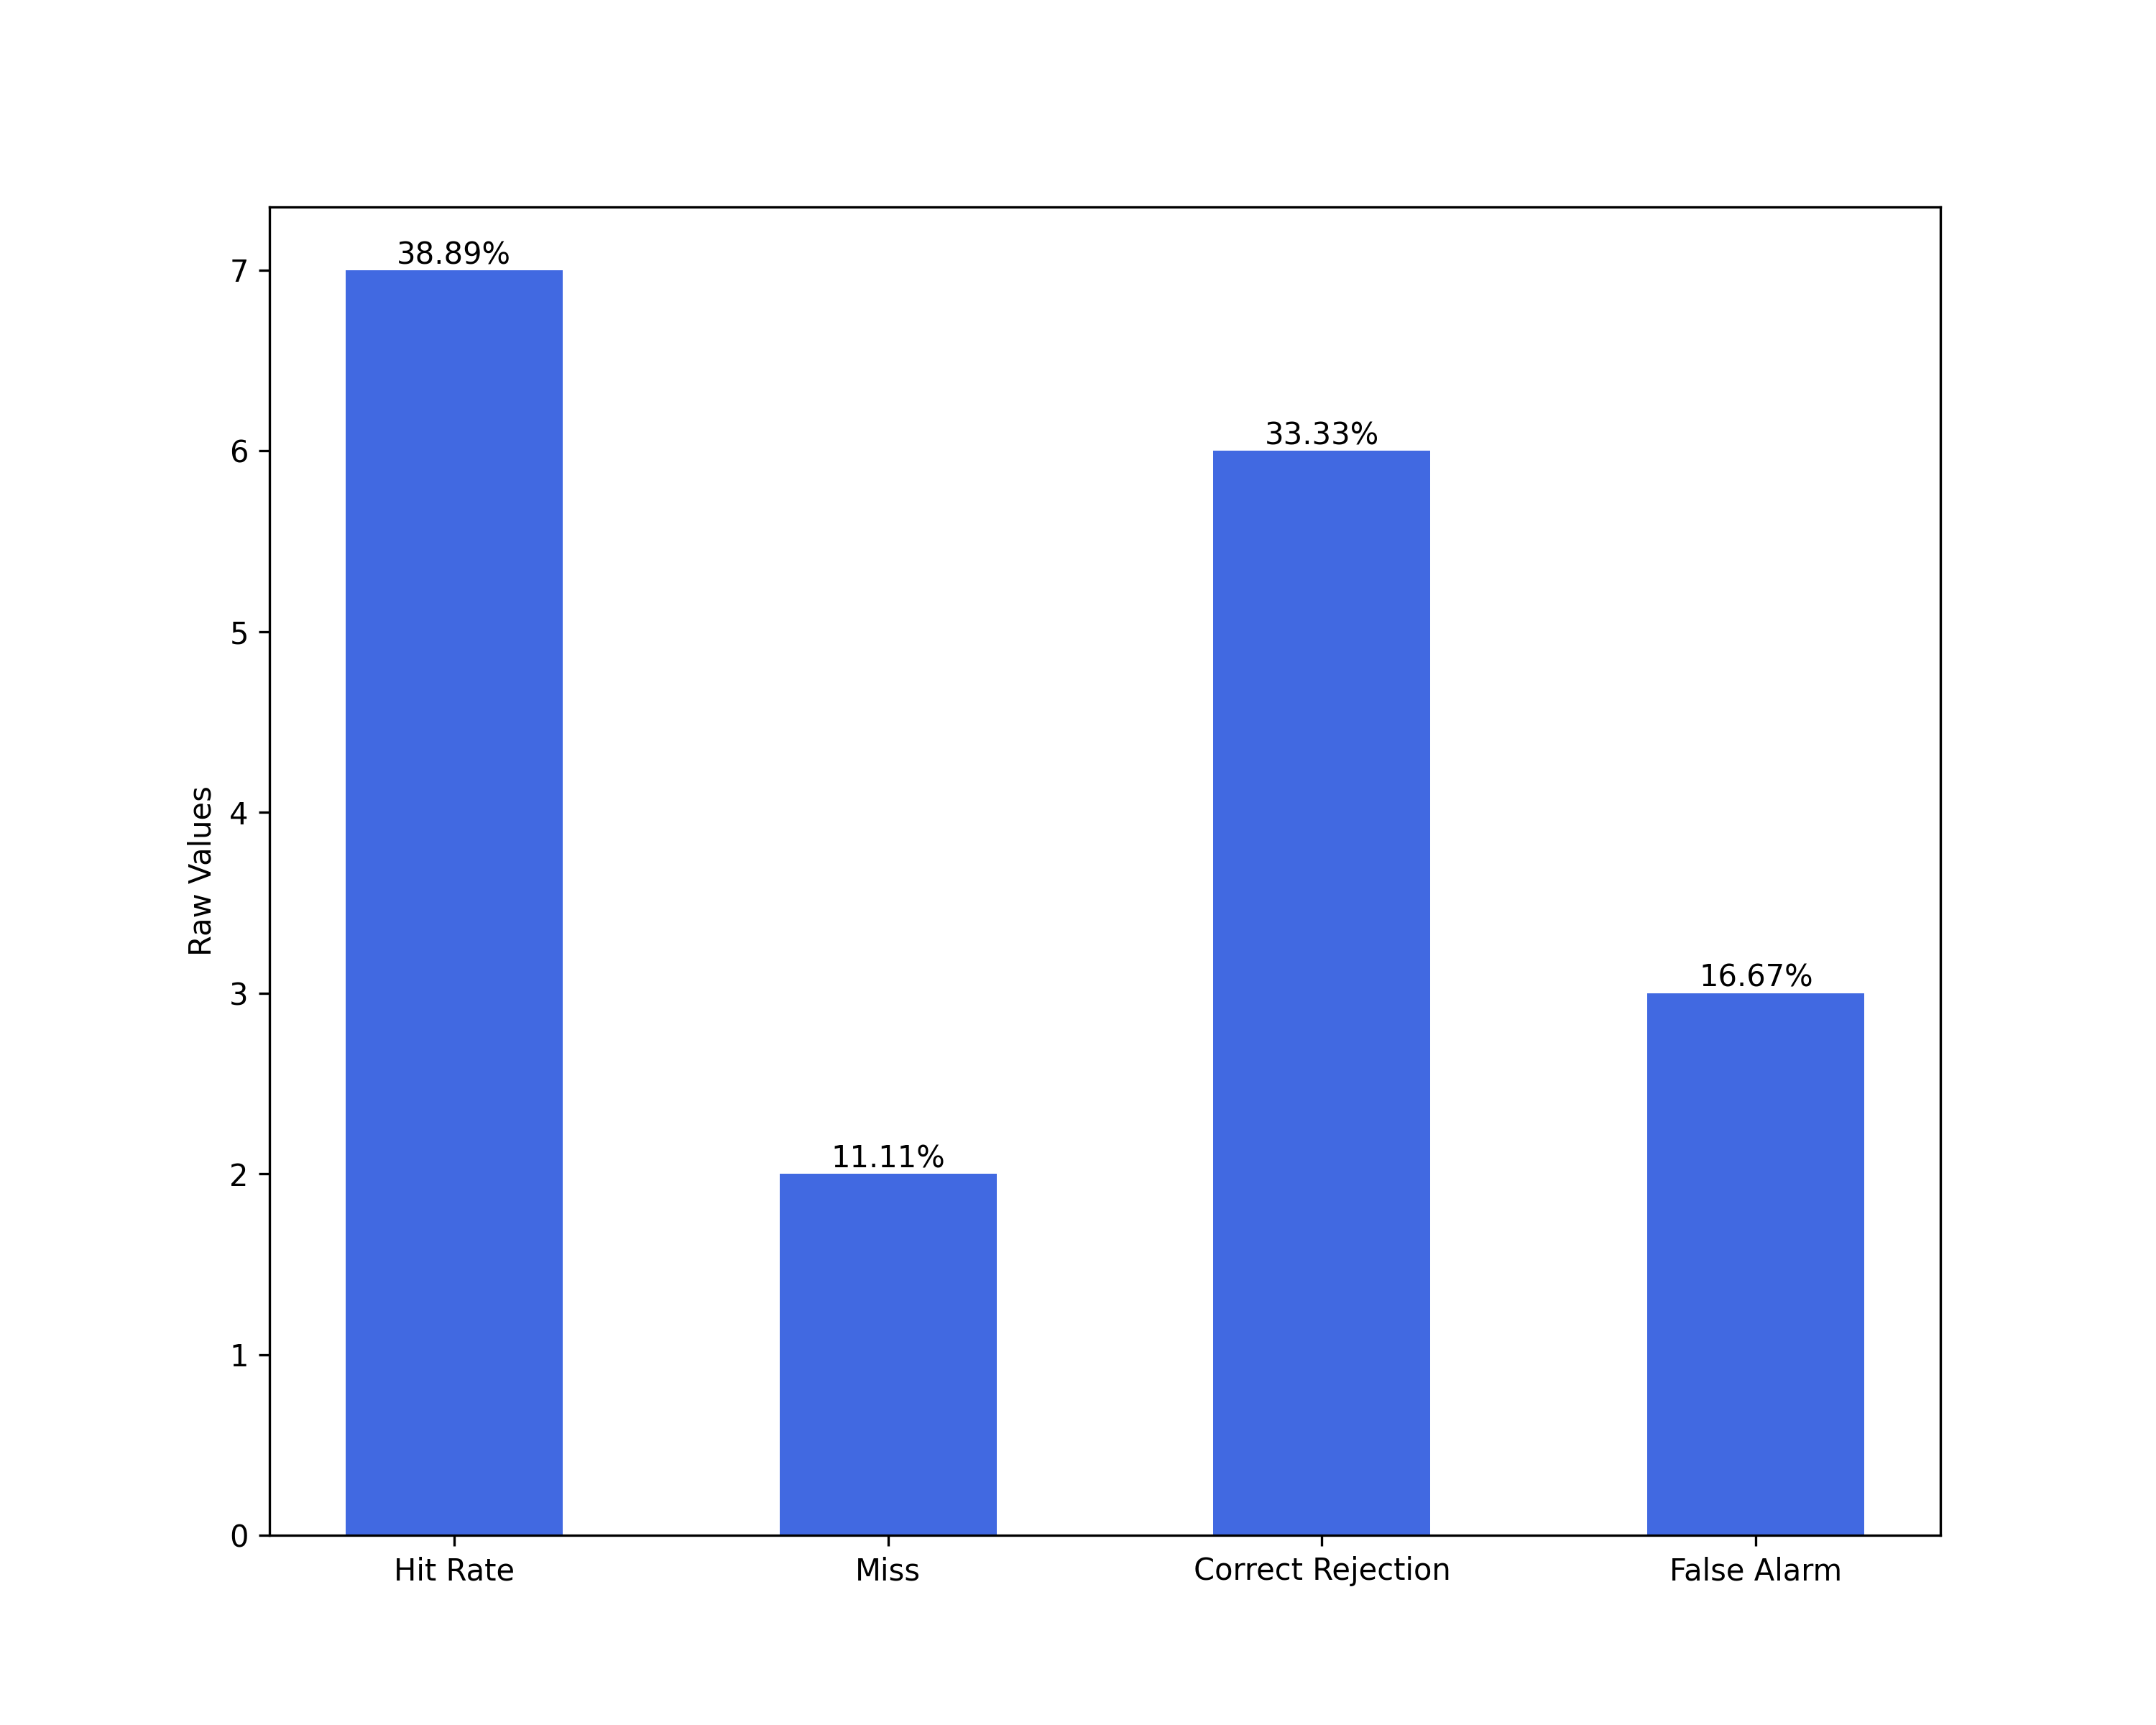 38.89%
7
33.33%
6
5
4
Raw Values
16.67%
3
11.11%
2
1
0
Hit Rate
Miss
Correct Rejection
False Alarm